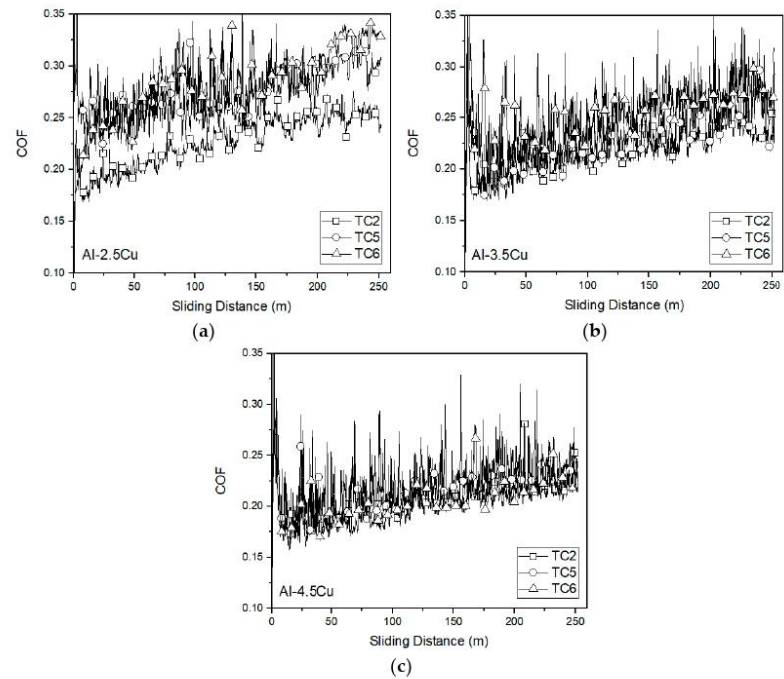 0.35
0.30
0.25
0.20
0.15
0.10
COF
TC2
TC5
TC6
Al-2.5Cu
0 50 100 150 200 250
Sliding Distance (m)
(a)
0.35
0.30
0.25
0.20
0.15
0.10
COF
TC2
TC5
TC6
Al-3.5Cu
0 50 100 150 200 250
Sliding Distance (m)
(b)
0.35
0.30
0.25
0.20
0.15
0.10
COF
TC2
TC5
TC6
Al-4.5Cu
0 50 100 150 200 250
Sliding Distance (m)
(c)